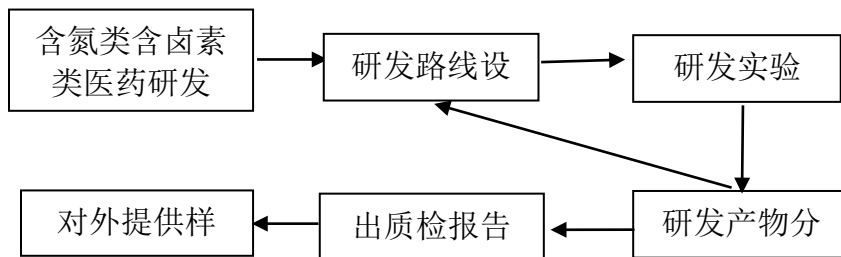 含氮类含卤素
类医药研发
研发路线设
研发实验
研发产物分
出质检报告
对外提供样